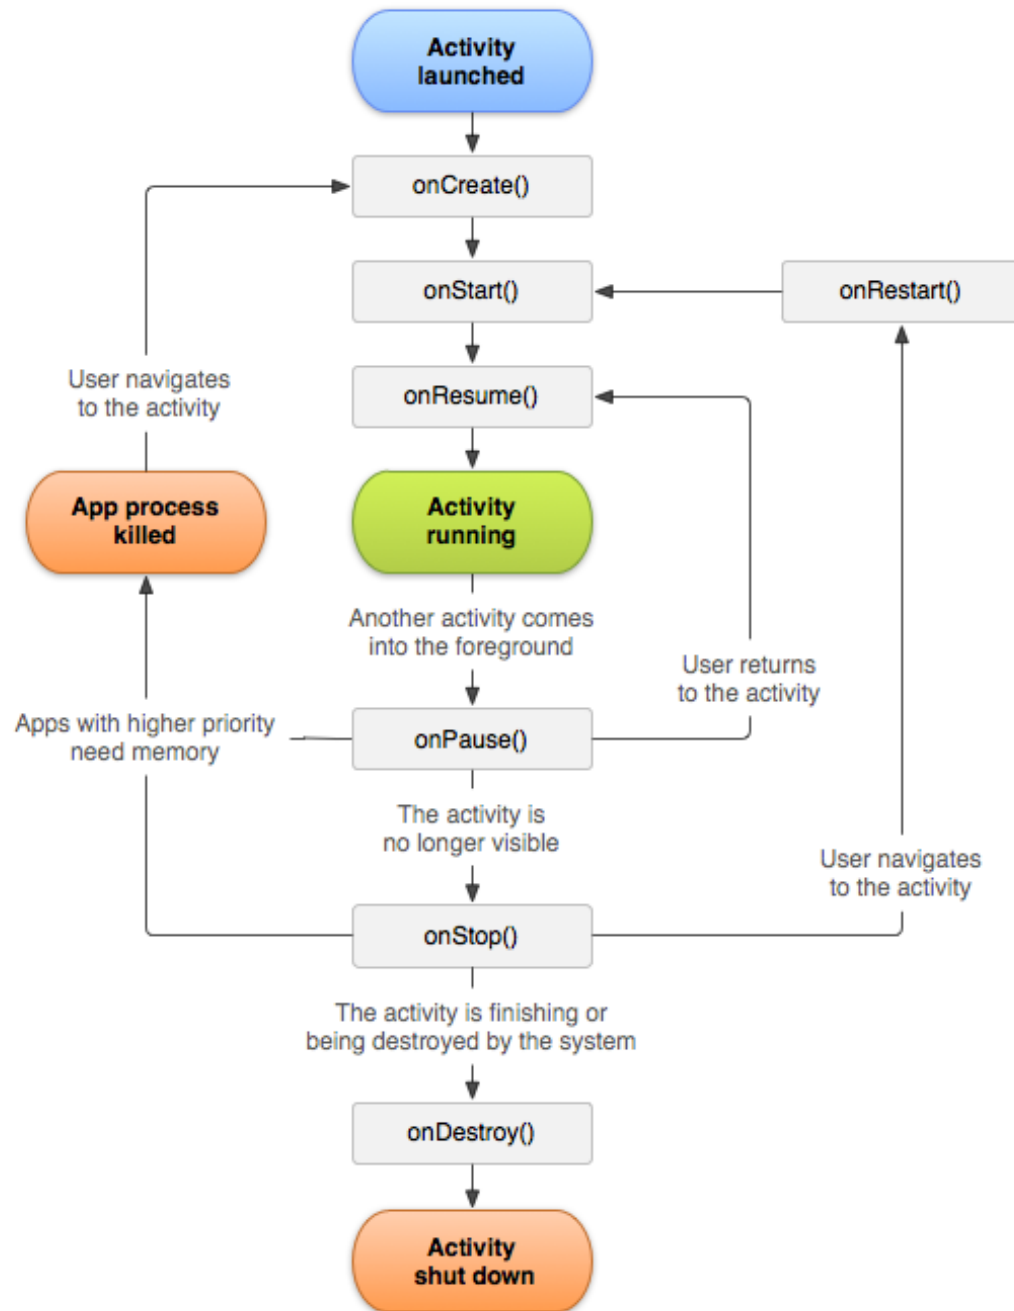 Activity
launched
onCreate()
onStart()
onRestart()
User navigates
to the activity
onResume()
App process
killed
Activity
running
Another activity comes
into the foreground
User returns
to the activity
Apps with higher priority
need memory
onPause()
The activity is
no longer visible
User navigates
to the activity
onStop()
The activity is finishing or
being destroyed by the system
onDestroy()
Activity
shut down